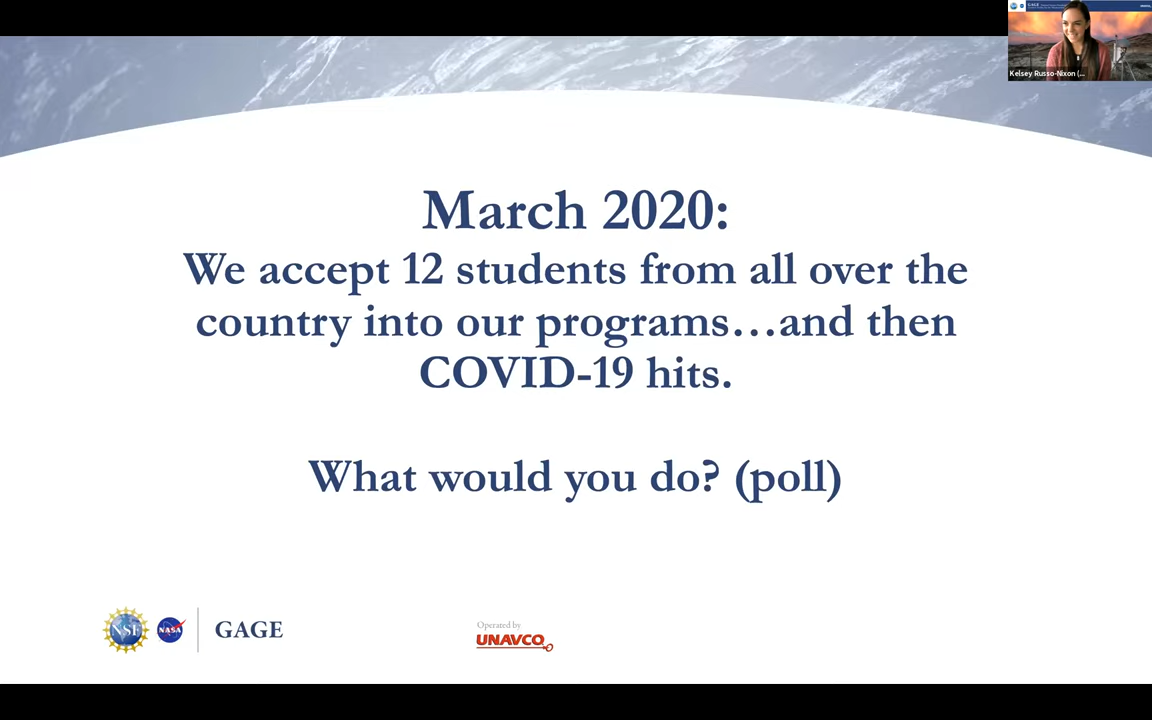 Kelsey Russo-Nixon (...
March 2020:
We accept 12 students from all over the
country into our programs…and then
COVID-19 hits.
What would you do? (poll)
NSF
NASA
GAGE
Operated by
UNAVCO